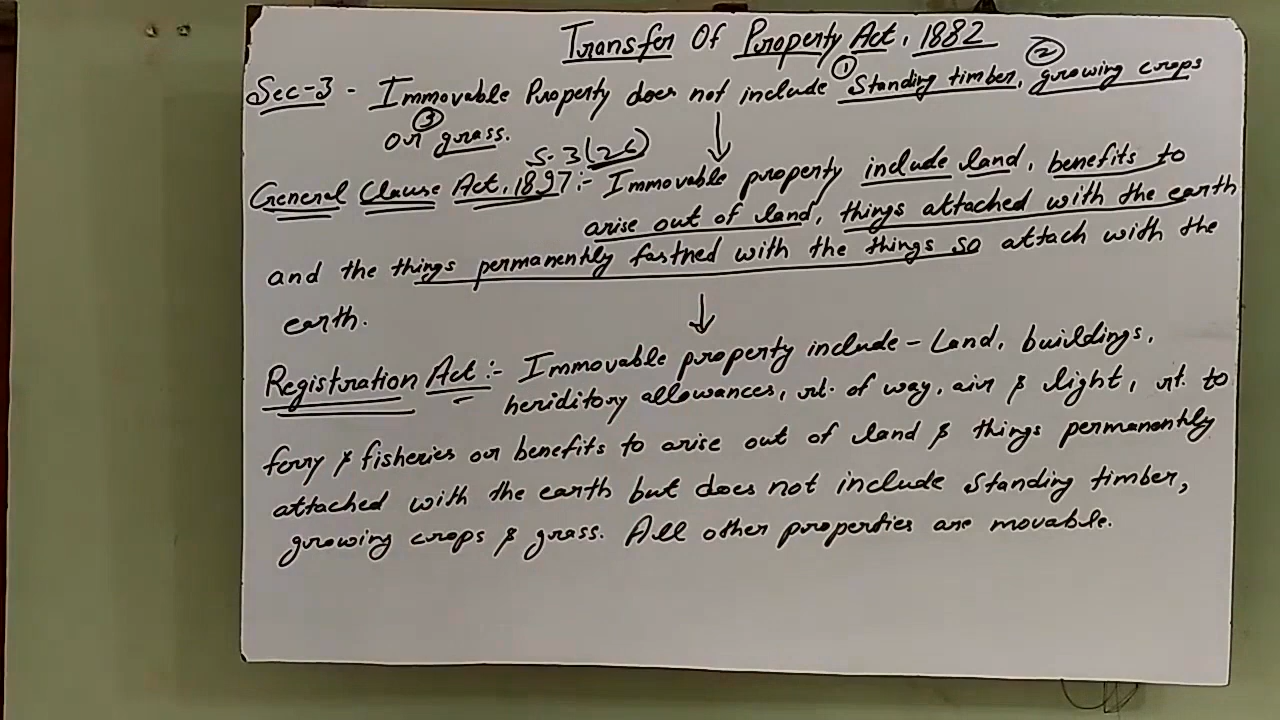 Transfer Of Property Act, 1882
Sec-3 - Immovable Property does not include ① Standing timber, ② growing crops
or ③ grass.
S. 3(26)
General Clause Act, 1897:- Immovable property include land, benefits to
arise out of land, things attached with the earth
and the things permanently fastned with the things so attach with the
earth.
Registration Act:- Immovable property include - Land, buildings,
heriditory allowances, rt. of way, air & light, rt. to
ferry & fisheries or benefits to arise out of land & things permanently
attached with the earth but does not include standing timber,
growing crops & grass. All other properties are movable.